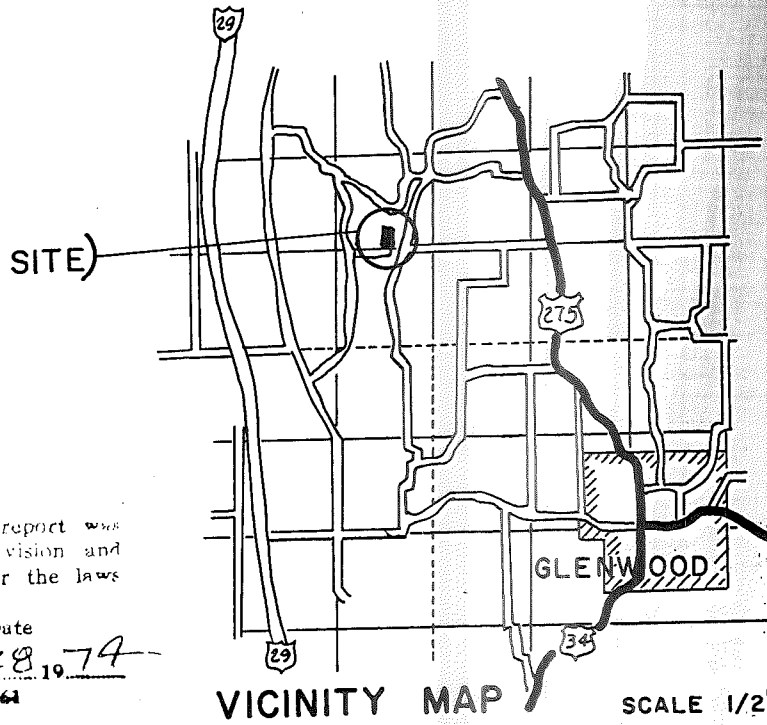 29
SITE)
275
report was
vision and
r the laws
GLENWOOD
34
19 74
29
VICINITY MAP
SCALE 1/2"